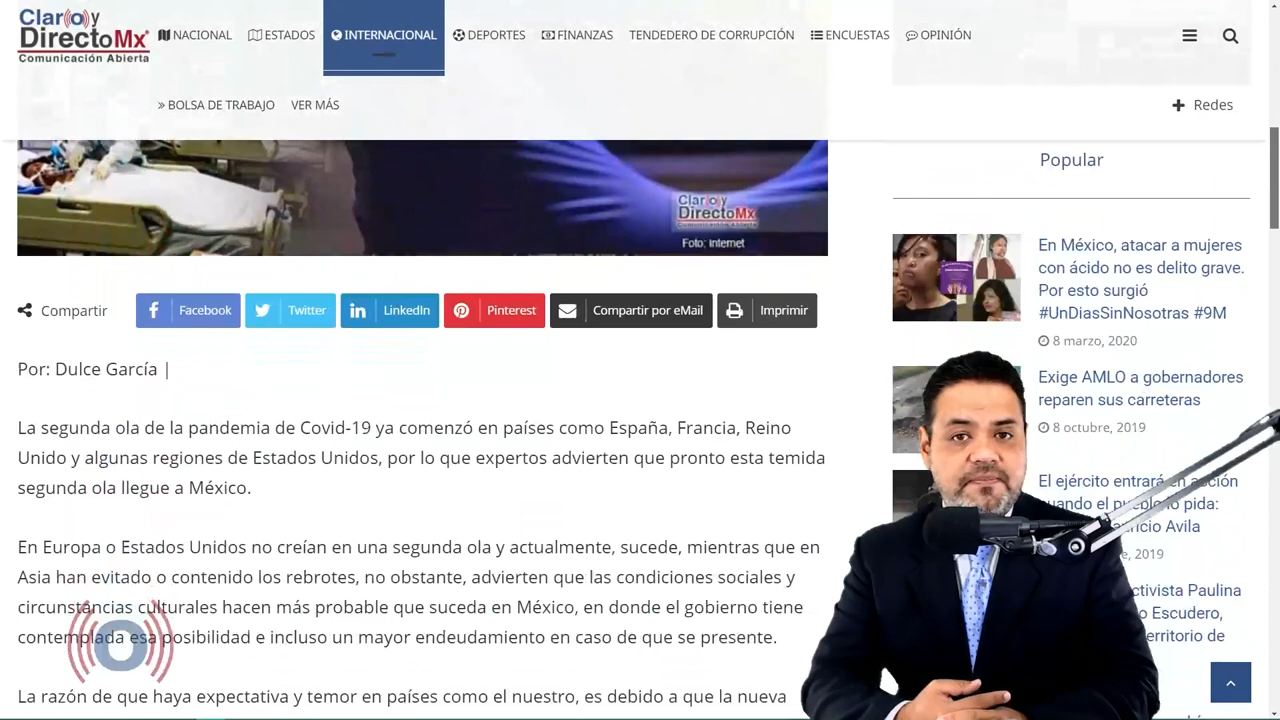 Claro y
DirectoMx
Comunicación Abierta
NACIONAL
ESTADOS
INTERNACIONAL
DEPORTES
FINANZAS
TENDEDERO DE CORRUPCIÓN
ENCUESTAS
OPINIÓN
» BOLSA DE TRABAJO
VER MÁS
+ Redes
Claro y
DirectoMx
Comunicación Abierta
Foto: internet
Compartir
Facebook
Twitter
LinkedIn
Pinterest
Compartir por eMail
Imprimir
Por: Dulce García |
La segunda ola de la pandemia de Covid-19 ya comenzó en países como España, Francia, Reino
Unido y algunas regiones de Estados Unidos, por lo que expertos advierten que pronto esta temida
segunda ola llegue a México.
En Europa o Estados Unidos no creían en una segunda ola y actualmente, sucede, mientras que en
Asia han evitado o contenido los rebrotes, no obstante, advierten que las condiciones sociales y
circunstancias culturales hacen más probable que suceda en México, en donde el gobierno tiene
contemplada esa posibilidad e incluso un mayor endeudamiento en caso de que se presente.
La razón de que haya expectativa y temor en países como el nuestro, es debido a que la nueva
Popular
En México, atacar a mujeres
con ácido no es delito grave.
Por esto surgió
#UnDiasSinNosotras #9M
8 marzo, 2020
Exige AMLO a gobernadores
reparen sus carreteras
8 octubre, 2019
El ejército entrará en acción
cuando el pueblo lo pida:
Avila
2019
Paulina
Escudero,
de